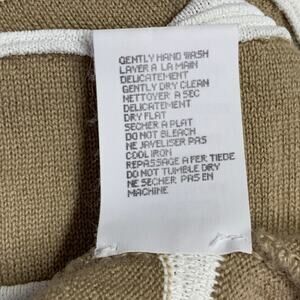 GENTLY HAND WASH
LAVER A LA MAIN
DELICATEMENT
GENTLY DRY CLEAN
NETTOYER A SEC
DELICATEMENT
DRY FLAT
SECHER A PLAT
DO NOT BLEACH
NE JAVELISER PAS
COOL IRON
REPASSAGE A FER TIEDE
DO NOT TUMBLE DRY
NE SECHER PAS EN
MACHINE